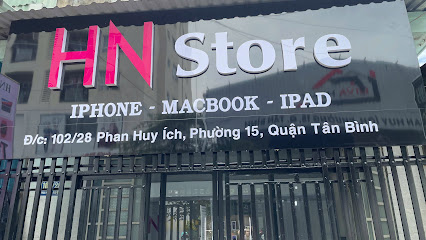 HN Store
IPHONE - MACBOOK - IPAD
Đ/c: 102/28 Phan Huy Ích, Phường 15, Quận Tân Bình